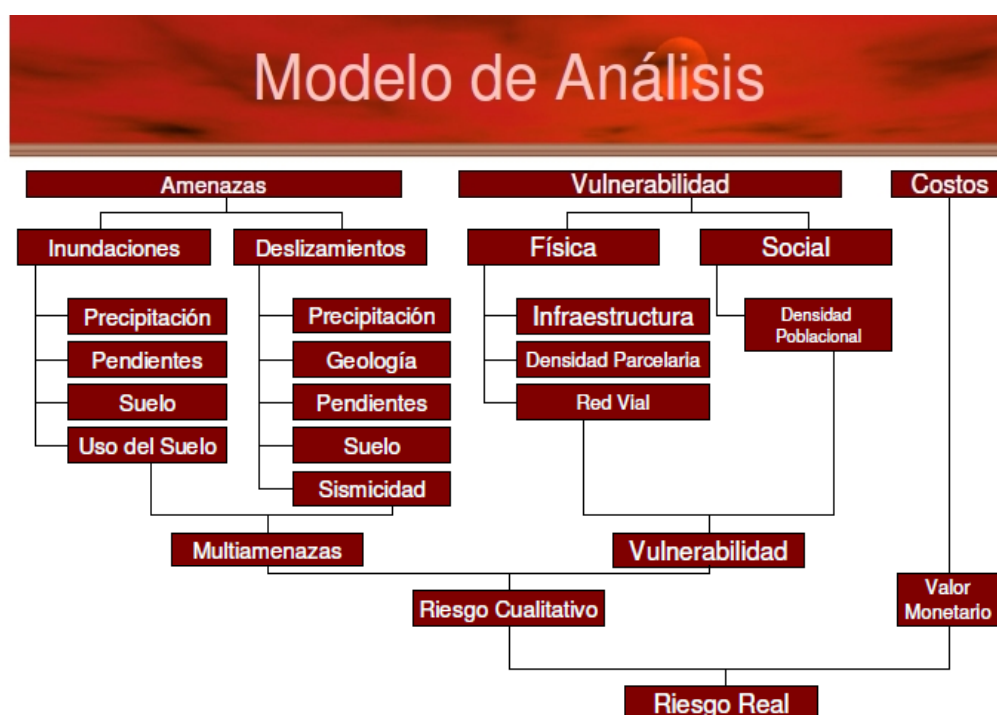 Modelo de Análisis
Amenazas
Vulnerabilidad
Costos
Inundaciones
Deslizamientos
Física
Social
Precipitación
Pendientes
Suelo
Uso del Suelo
Precipitación
Geología
Pendientes
Suelo
Sismicidad
Infraestructura
Densidad Parcelaria
Red Vial
Densidad
Poblacional
Multiamenazas
Vulnerabilidad
Riesgo Cualitativo
Valor
Monetario
Riesgo Real